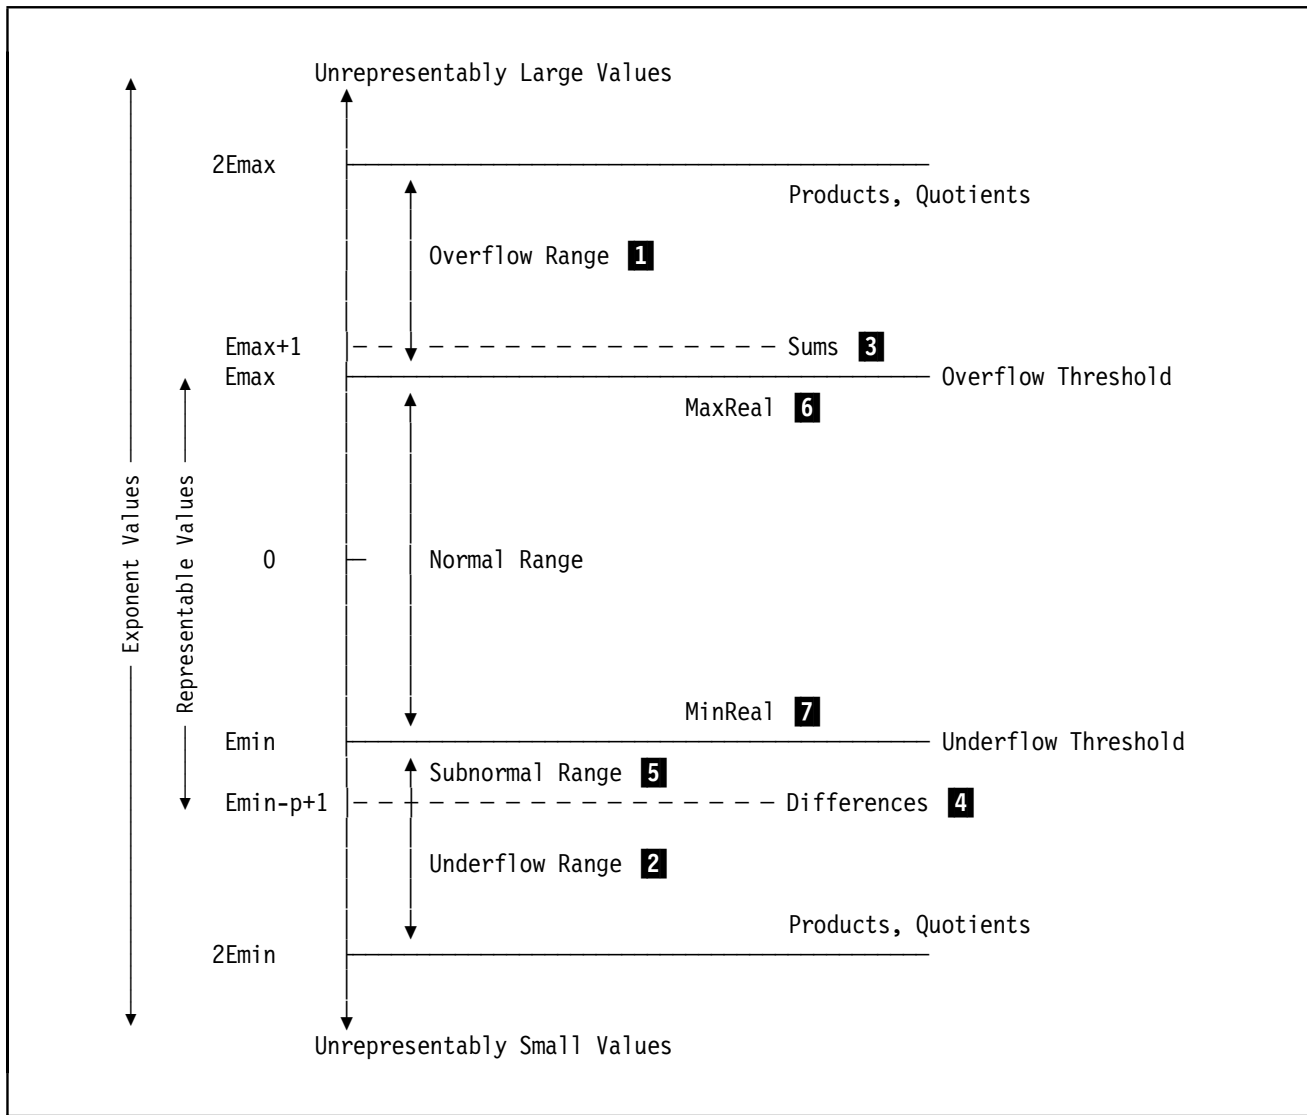 Unrepresentably Large Values
2Emax
Products, Quotients
Overflow Range 1
Emax+1 Sums 3
Emax Overflow Threshold
MaxReal 6
Exponent Values
Representable Values
0 Normal Range
MinReal 7
Emin Underflow Threshold
Subnormal Range 5
Emin-p+1 Differences 4
Underflow Range 2
Products, Quotients
2Emin
Unrepresentably Small Values